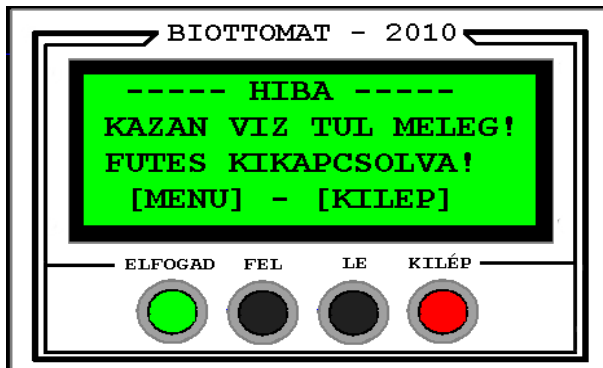 BIOTTOMAT - 2010
----- HIBA -----
KAZAN VIZ TUL MELEG!
FUTES KIKAPCSOLVA!
[MENU] - [KILEP]
ELFOGAD FEL LE KILÉP